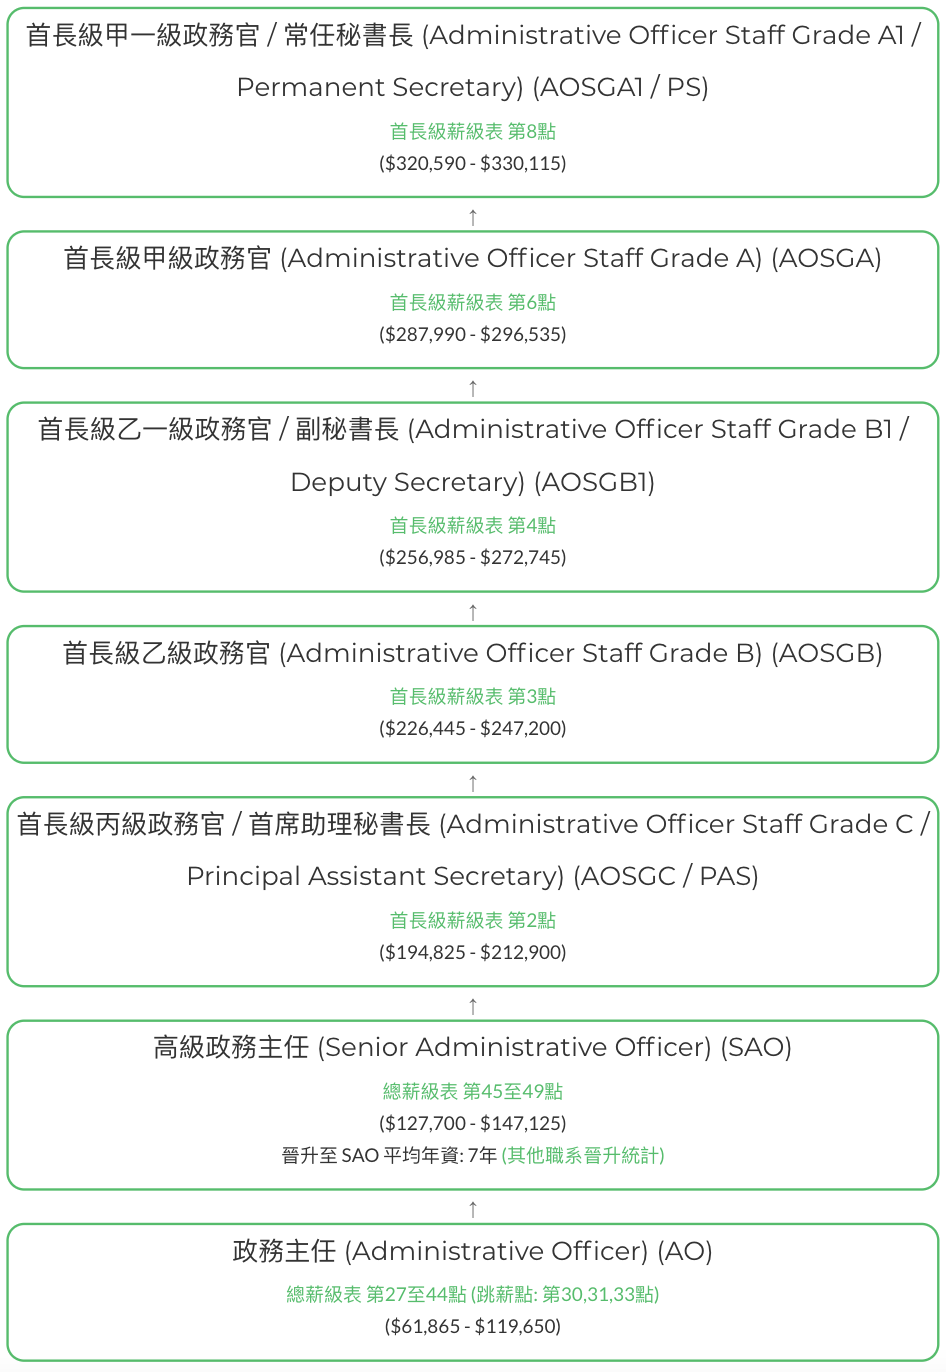 首長級甲一級政務官 / 常任秘書長 (Administrative Officer Staff Grade A1 /
Permanent Secretary) (AOSGA1 / PS)
首長級薪級表 第8點
($320,590 - $330,115)
↑
首長級甲級政務官 (Administrative Officer Staff Grade A) (AOSGA)
首長級薪級表 第6點
($287,990 - $296,535)
↑
首長級乙一級政務官 / 副秘書長 (Administrative Officer Staff Grade B1 /
Deputy Secretary) (AOSGB1)
首長級薪級表 第4點
($256,985 - $272,745)
↑
首長級乙級政務官 (Administrative Officer Staff Grade B) (AOSGB)
首長級薪級表 第3點
($226,445 - $247,200)
↑
首長級丙級政務官 / 首席助理秘書長 (Administrative Officer Staff Grade C /
Principal Assistant Secretary) (AOSGC / PAS)
首長級薪級表 第2點
($194,825 - $212,900)
↑
高級政務主任 (Senior Administrative Officer) (SAO)
總薪級表 第45至49點
($127,700 - $147,125)
晉升至 SAO 平均年資: 7年 (其他職系晉升統計)
↑
政務主任 (Administrative Officer) (AO)
總薪級表 第27至44點 (跳薪點: 第30,31,33點)
($61,865 - $119,650)